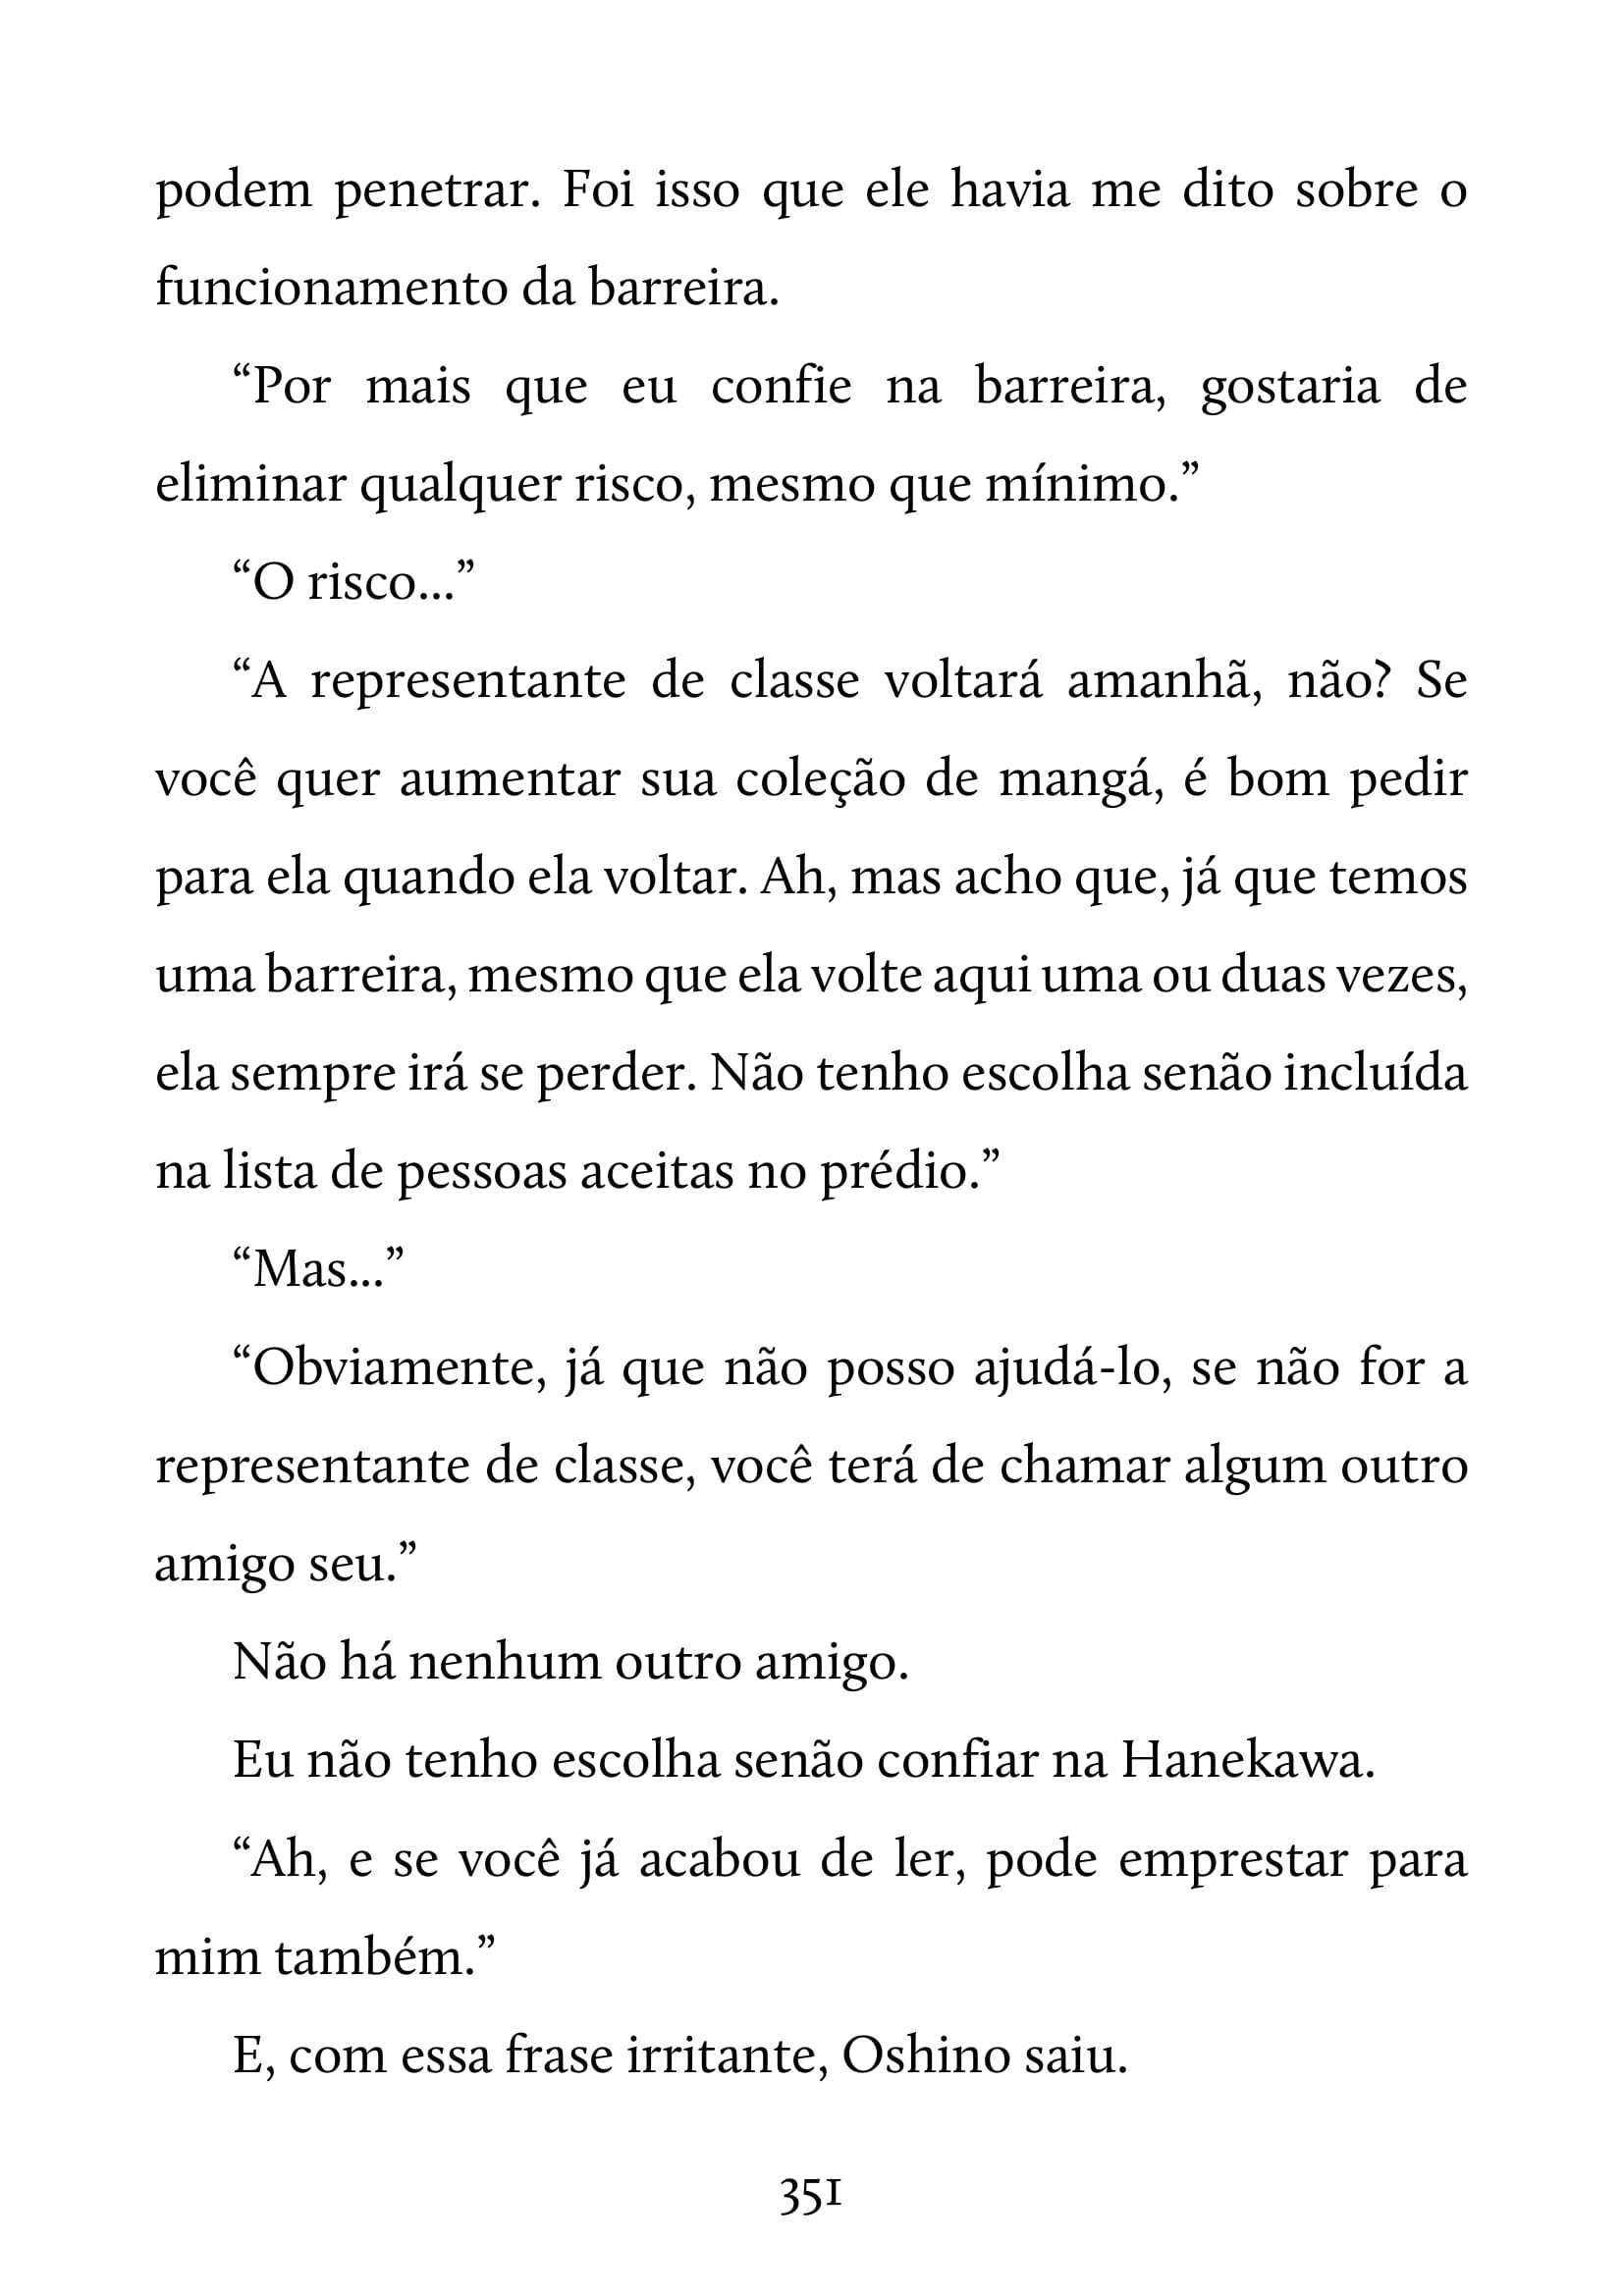 podem penetrar. Foi isso que ele havia me dito sobre o
funcionamento da barreira.
“Por mais que eu confie na barreira, gostaria de
eliminar qualquer risco, mesmo que mínimo.”
“O risco...”
“A representante de classe voltará amanhã, não? Se
você quer aumentar sua coleção de mangá, é bom pedir
para ela quando ela voltar. Ah, mas acho que, já que temos
uma barreira, mesmo que ela volte aqui uma ou duas vezes,
ela sempre irá se perder. Não tenho escolha senão incluída
na lista de pessoas aceitas no prédio.”
“Mas...”
“Obviamente, já que não posso ajudá-lo, se não for a
representante de classe, você terá de chamar algum outro
amigo seu.”
Não há nenhum outro amigo.
Eu não tenho escolha senão confiar na Hanekawa.
“Ah, e se você já acabou de ler, pode emprestar para
mim também.”
E, com essa frase irritante, Oshino saiu.
351